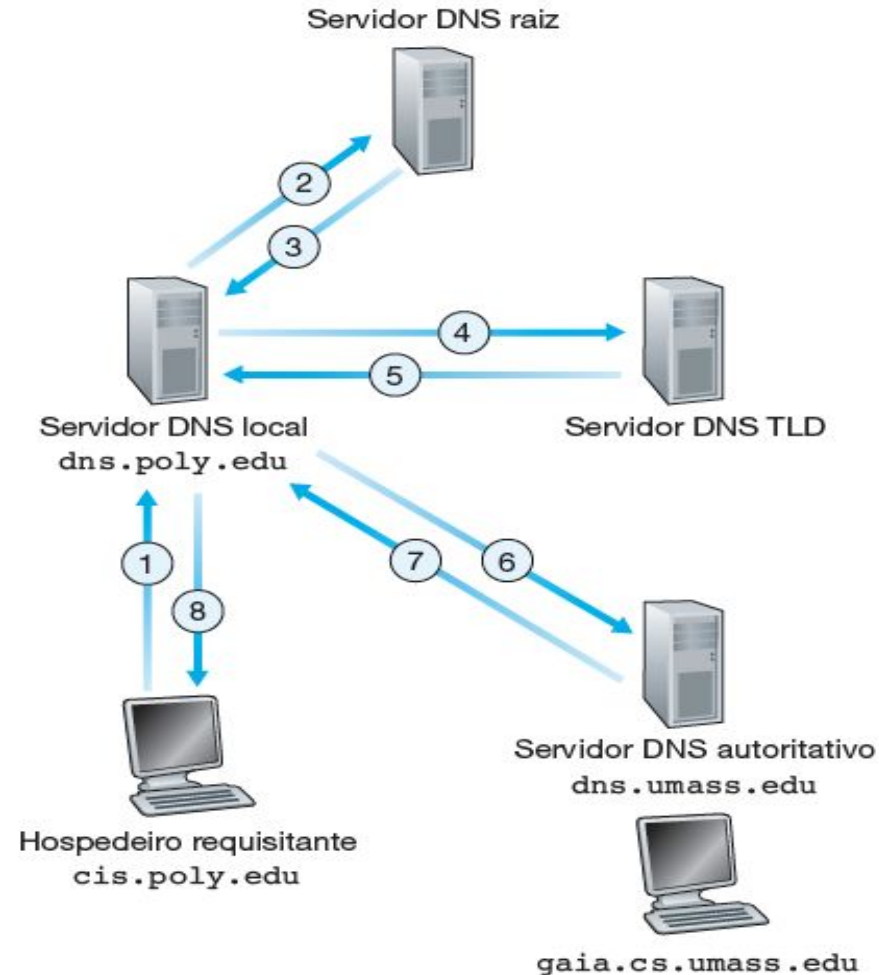 Servidor DNS raiz
2
3
4
5
Servidor DNS local
dns.poly.edu
Servidor DNS TLD
1
8
7
6
Servidor DNS autoritativo
dns.umass.edu
Hospedeiro requisitante
cis.poly.edu
gaia.cs.umass.edu